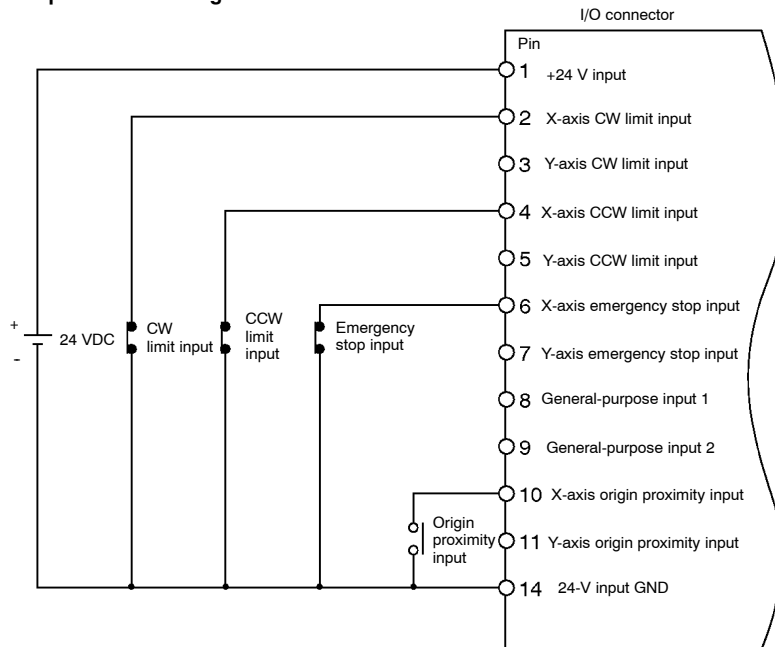 I/O connector
Pin
1 +24 V input
2 X-axis CW limit input
3 Y-axis CW limit input
4 X-axis CCW limit input
5 Y-axis CCW limit input
6 X-axis emergency stop input
7 Y-axis emergency stop input
8 General-purpose input 1
9 General-purpose input 2
10 X-axis origin proximity input
11 Y-axis origin proximity input
14 24-V input GND
+
-
24 VDC
CW
limit input
CCW
limit
input
Emergency
stop input
Origin
proximity
input